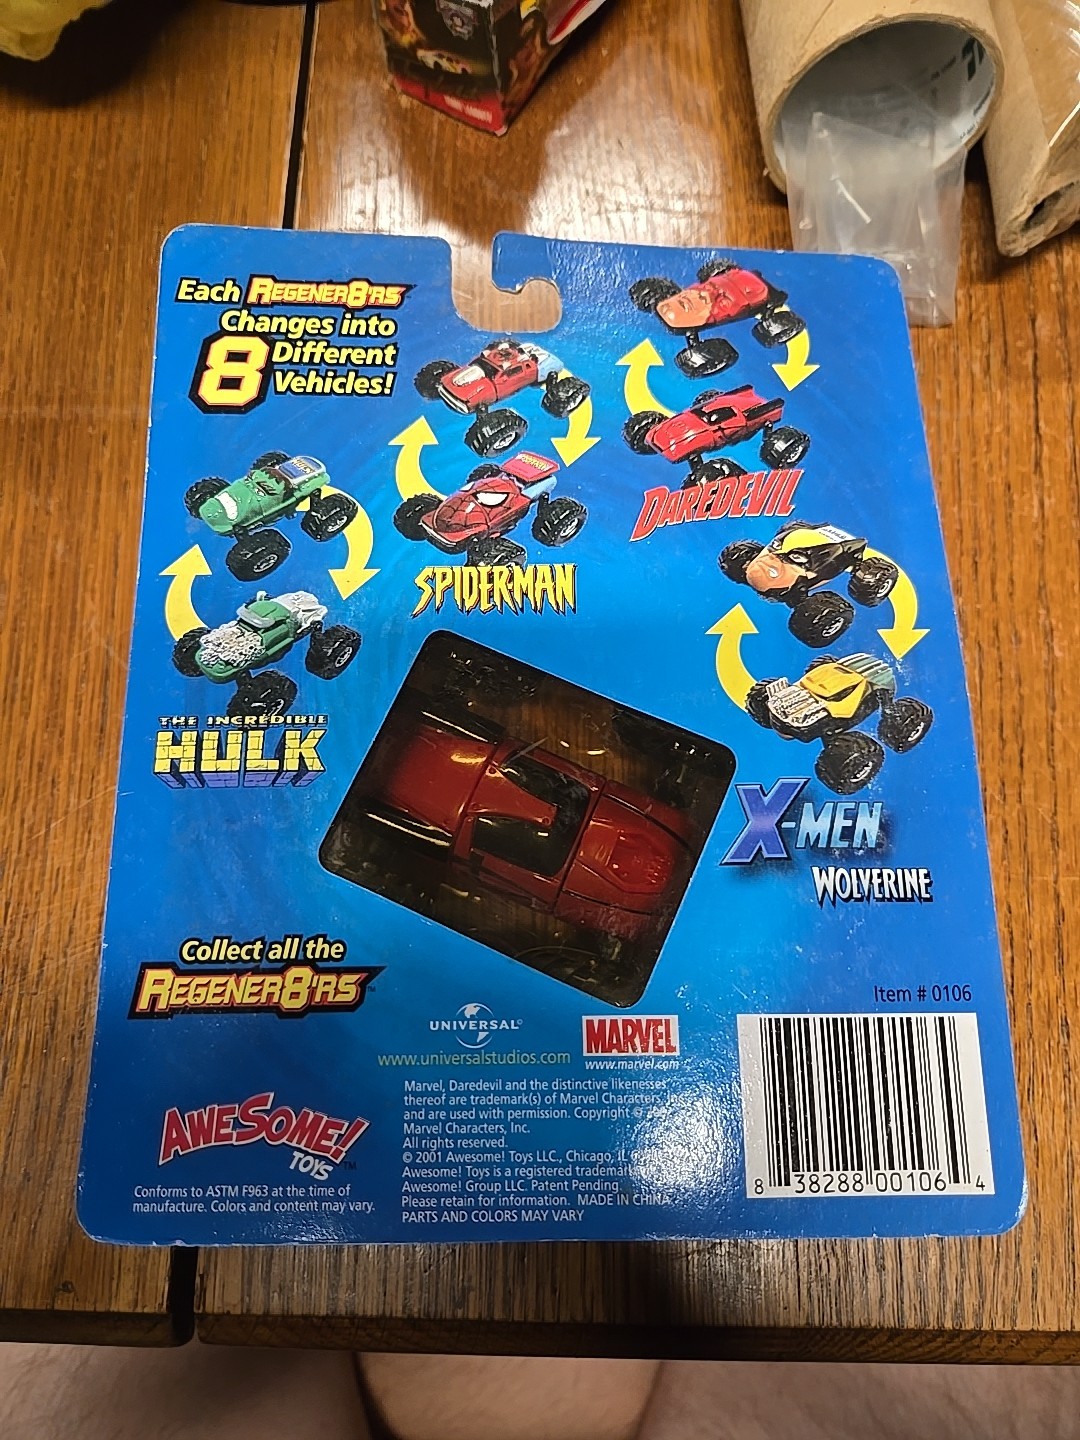 Each REGENER8'RS
Changes into
8 Different
Vehicles!
DAREDEVIL
SPIDER-MAN
THE INCREDIBLE
HULK
X-MEN
WOLVERINE
Collect all the
REGENER8'RS™
Item # 0106
UNIVERSAL®
www.universalstudios.com
MARVEL
www.marvel.com
Marvel, Daredevil and the distinctive likenesses
thereof are trademark(s) of Marvel Characters,
and are used with permission. Copyright ©
Marvel Characters, Inc.
All rights reserved.
© 2001 Awesome! Toys LLC., Chicago, IL
Awesome! Toys is a registered trademark
Awesome! Group LLC. Patent Pending.
Please retain for information. MADE IN CHINA
PARTS AND COLORS MAY VARY
AWESOME!
TOYS™
Conforms to ASTM F963 at the time of
manufacture. Colors and content may vary.
8 38288 00106 4